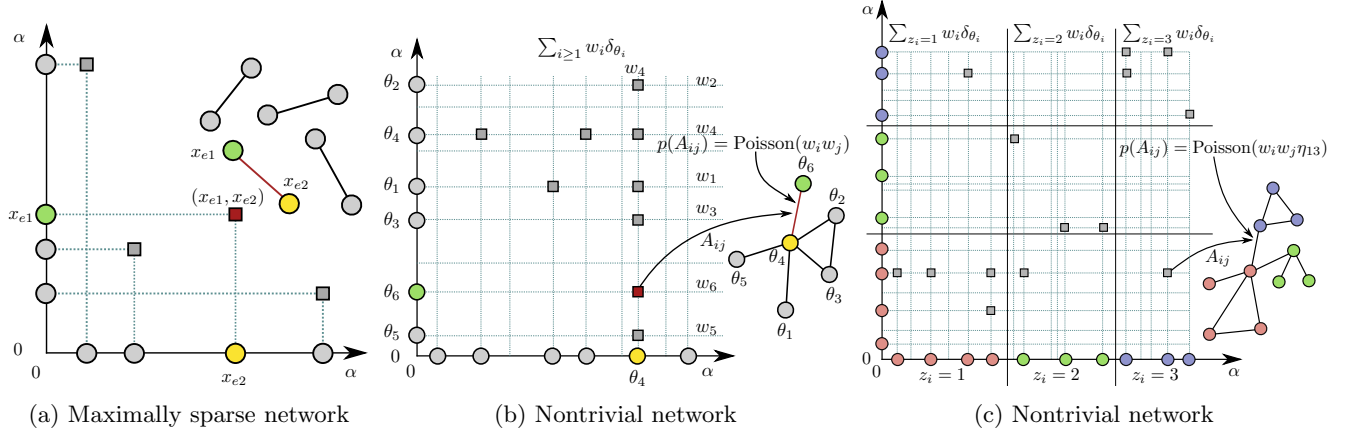 α
x_{e1}
x_{e2}
(x_{e1}, x_{e2})
x_{e1}
0
0
x_{e2}
α
(a) Maximally sparse network
α
∑_{i≥1} w_i δ_{θ_i}
w_4
θ_2
w_2
θ_4
w_4
p(A_{ij}) = Poisson(w_i w_j)
θ_6
θ_1
w_1
θ_2
θ_3
w_3
A_{ij}
θ_4
θ_5
θ_3
θ_6
w_6
θ_1
θ_5
w_5
0
0
θ_4
α
(b) Nontrivial network
α
∑_{z_i=1} w_i δ_{θ_i}
∑_{z_i=2} w_i δ_{θ_i}
∑_{z_i=3} w_i δ_{θ_i}
p(A_{ij}) = Poisson(w_i w_j η_{13})
A_{ij}
0
0
z_i = 1
z_i = 2
z_i = 3
α
(c) Nontrivial network